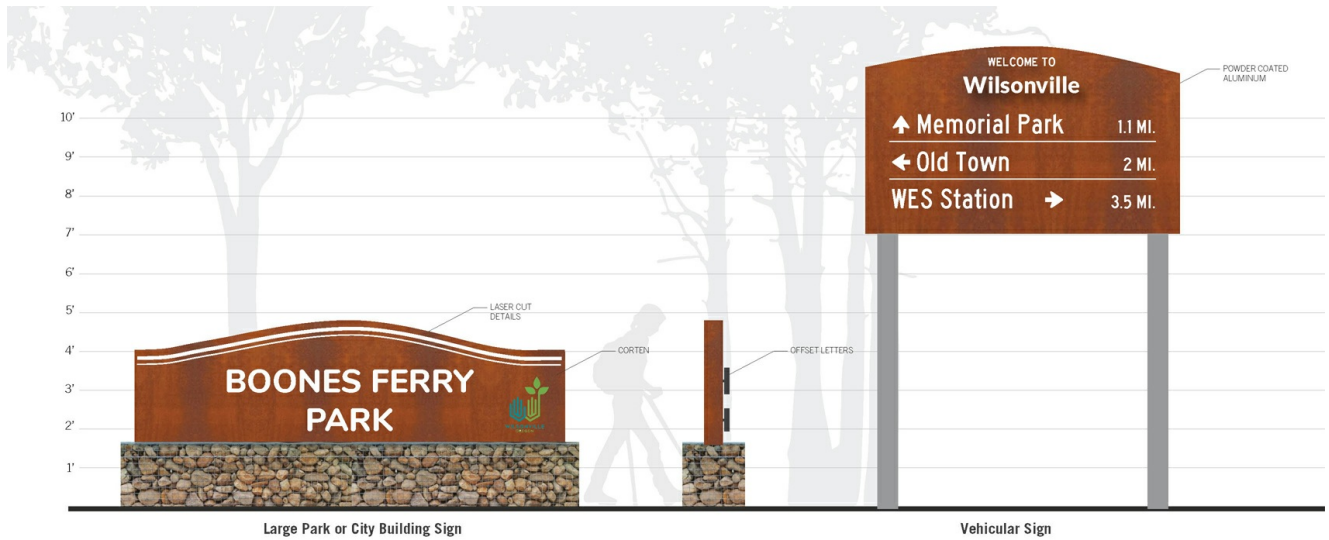 10'
9'
8'
7'
6'
5'
4'
3'
2'
1'
LASER CUT
DETAILS
CORTEN
BOONES FERRY
PARK
OFFSET LETTERS
WELCOME TO
Wilsonville
Memorial Park 1.1 MI.
Old Town 2 MI.
WES Station 3.5 MI.
POWDER COATED
ALUMINUM
Large Park or City Building Sign
Vehicular Sign